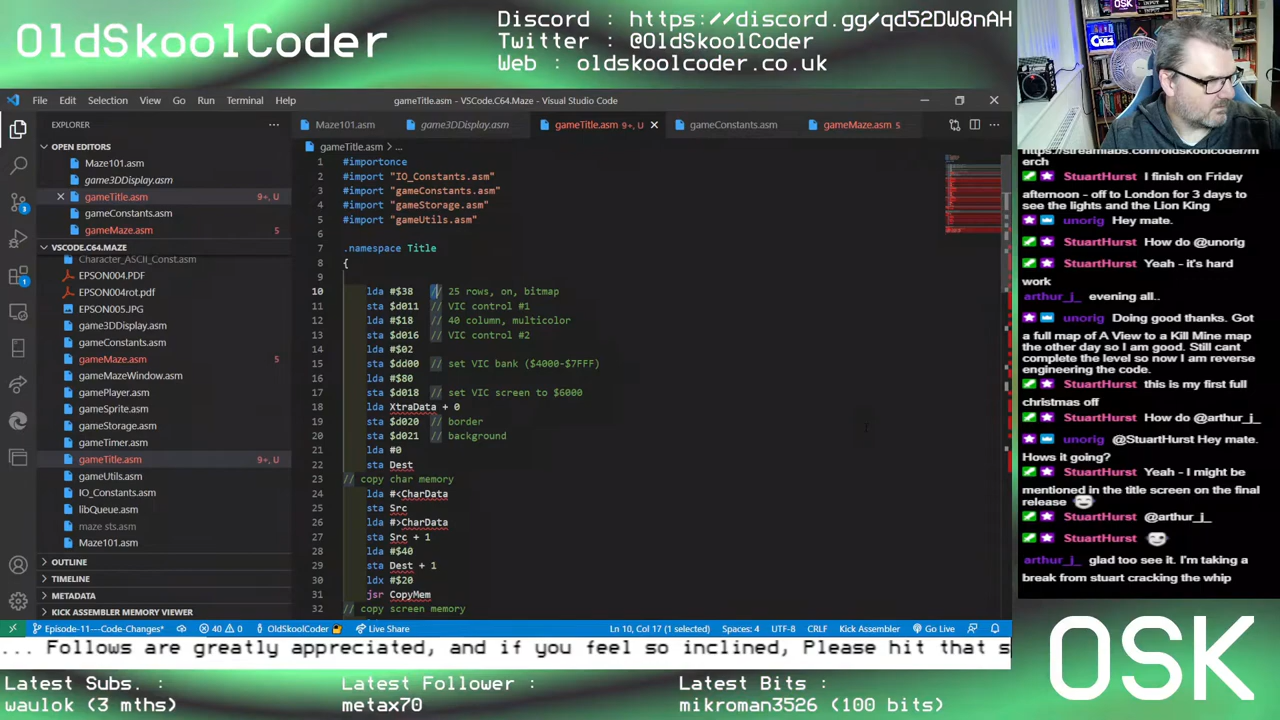 OldSkoolCoder
Discord : https://discord.gg/qd52DW8nAH
Twitter : @OldSkoolCoder
Web : oldskoolcoder.co.uk
File Edit Selection View Go Run Terminal Help
gameTitle.asm - VSCode.C64.Maze - Visual Studio Code
EXPLORER
OPEN EDITORS
Maze101.asm
game3DDisplay.asm
gameTitle.asm 9+, U
gameConstants.asm
gameMaze.asm 5
VSCODE.C64.MAZE
Character_ASCII_Const.asm
EPSON004.PDF
EPSON004rot.pdf
EPSON005.JPG
game3DDisplay.asm
gameConstants.asm
gameMaze.asm 5
gameMazeWindow.asm
gamePlayer.asm
gameSprite.asm
gameStorage.asm
gameTimer.asm
gameTitle.asm 9+, U
gameUtils.asm
IO_Constants.asm
libQueue.asm
maze sts.asm
Maze101.asm
OUTLINE
TIMELINE
METADATA
KICK ASSEMBLER MEMORY VIEWER
Maze101.asm game3DDisplay.asm gameTitle.asm 9+, U gameConstants.asm gameMaze.asm 5
gameTitle.asm > ...
1 #importonce
2 #import "IO_Constants.asm"
3 #import "gameConstants.asm"
4 #import "gameStorage.asm"
5 #import "gameUtils.asm"
6
7 .namespace Title
8 {
9
10 lda #$38 // 25 rows, on, bitmap
11 sta $d011 // VIC control #1
12 lda #$18 // 40 column, multicolor
13 sta $d016 // VIC control #2
14 lda #$02
15 sta $dd00 // set VIC bank ($4000-$7FFF)
16 lda #$80
17 sta $d018 // set VIC screen to $6000
18 lda XtraData + 0
19 sta $d020 // border
20 sta $d021 // background
21 lda #0
22 sta Dest
23 // copy char memory
24 lda #<CharData
25 sta Src
26 lda #>CharData
27 sta Src + 1
28 lda #$40
29 sta Dest + 1
30 ldx #$20
31 jsr CopyMem
32 // copy screen memory
Episode-11---Code-Changes* 40 0 OldSkoolCoder Live Share Ln 10, Col 17 (1 selected) Spaces: 4 UTF-8 CRLF Kick Assembler Go Live
https://streamlabs.com/oldskoolcoder/m
erch
StuartHurst I finish on Friday
afternoon - off to London for 3 days to
see the lights and the Lion King
unorig Hey mate.
StuartHurst How do @unorig
StuartHurst Yeah - it's hard
work
arthur_j_ evening all..
unorig Doing good thanks. Got
a full map of A View to a Kill Mine map
the other day so I am good. Still cant
complete the level so now I am reverse
engineering the code.
StuartHurst this is my first full
christmas off
StuartHurst How do @arthur_j_
unorig @StuartHurst Hey mate.
Hows it going?
StuartHurst Yeah - I might be
mentioned in the title screen on the final
release
StuartHurst @arthur_j_
StuartHurst
arthur_j_ glad too see it. I'm taking a
break from stuart cracking the whip
... Follows are greatly appreciated, and if you feel so inclined, Please hit that s
Latest Subs. :
waulok (3 mths)
Latest Follower :
metax70
Latest Bits :
mikroman3526 (100 bits)
OSK